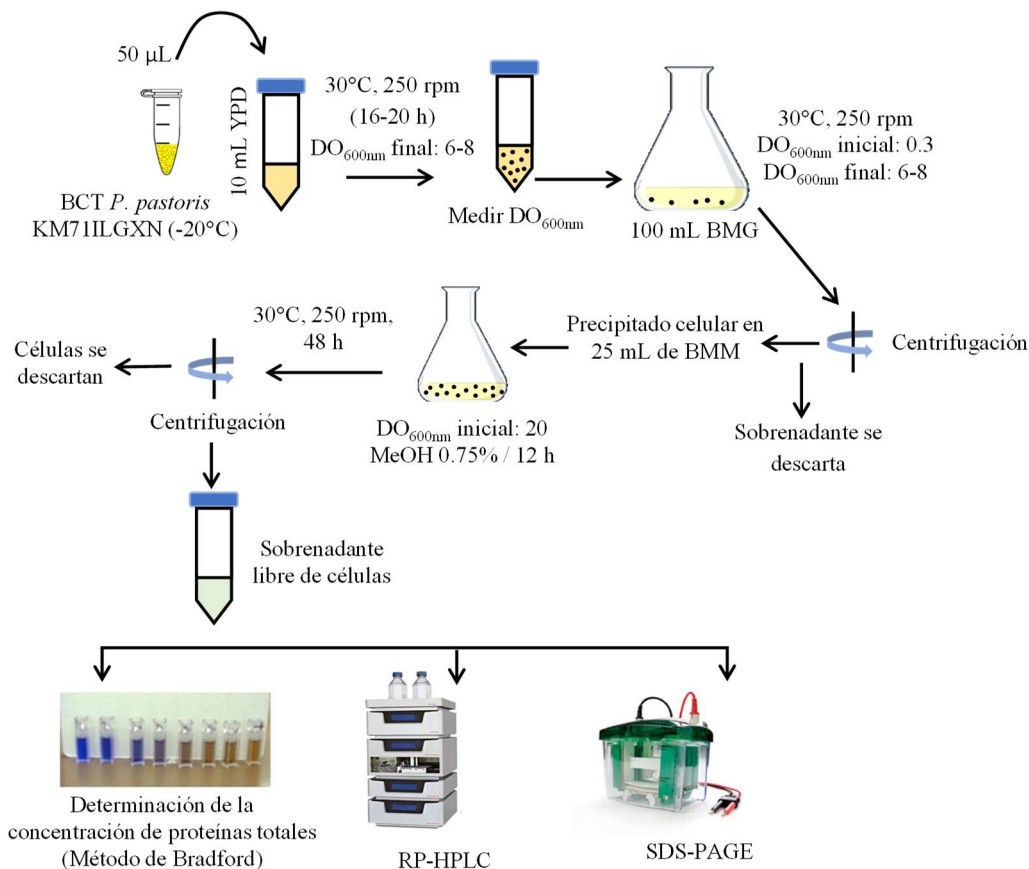 50 µL
BCT P. pastoris
KM71ILGXN (-20°C)
10 mL YPD
30°C, 250 rpm
(16-20 h)
DO600nm final: 6-8
Medir DO600nm
100 mL BMG
30°C, 250 rpm
DO600nm inicial: 0.3
DO600nm final: 6-8
Centrifugación
Sobrenadante se
descarta
Precipitado celular en
25 mL de BMM
DO600nm inicial: 20
MeOH 0.75% / 12 h
30°C, 250 rpm,
48 h
Centrifugación
Células se
descartan
Sobrenadante
libre de células
Determinación de la
concentración de proteínas totales
(Método de Bradford)
RP-HPLC
SDS-PAGE